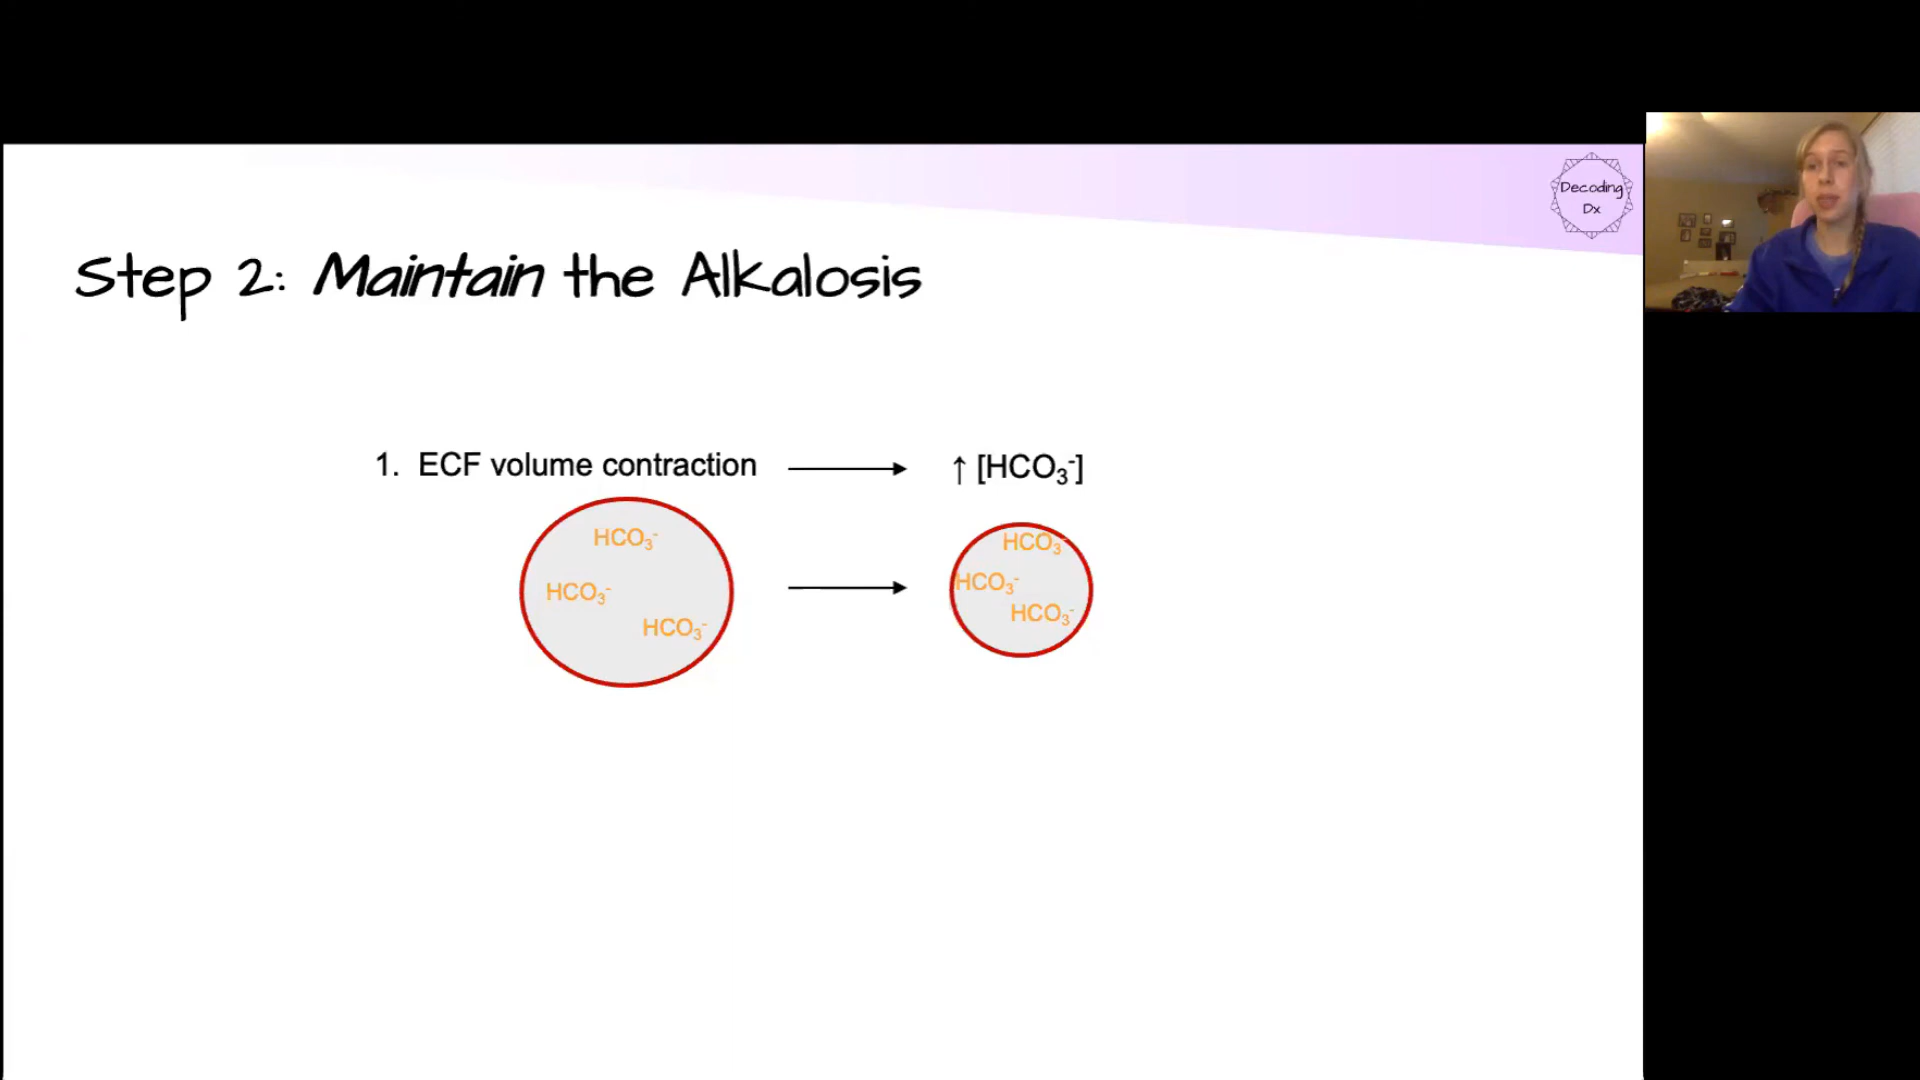 Decoding
Dx
Step 2: Maintain the Alkalosis
1. ECF volume contraction → ↑ [HCO₃⁻]
HCO₃⁻
HCO₃⁻
HCO₃⁻
HCO₃⁻
HCO₃⁻
HCO₃⁻